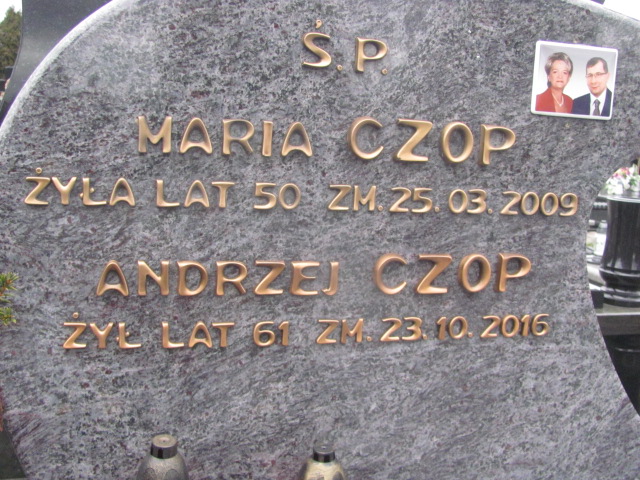 Ś.P.
MARIA CZOP
ŻYŁA LAT 50 ZM. 25.03.2009
ANDRZEJ CZOP
ŻYŁ LAT 61 ZM. 23.10.2016